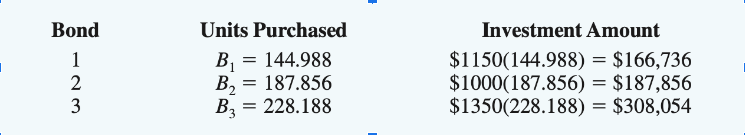 Bond Units Purchased Investment Amount
1 B₁ = 144.988 $1150(144.988) = $166,736
2 B₂ = 187.856 $1000(187.856) = $187,856
3 B₃ = 228.188 $1350(228.188) = $308,054